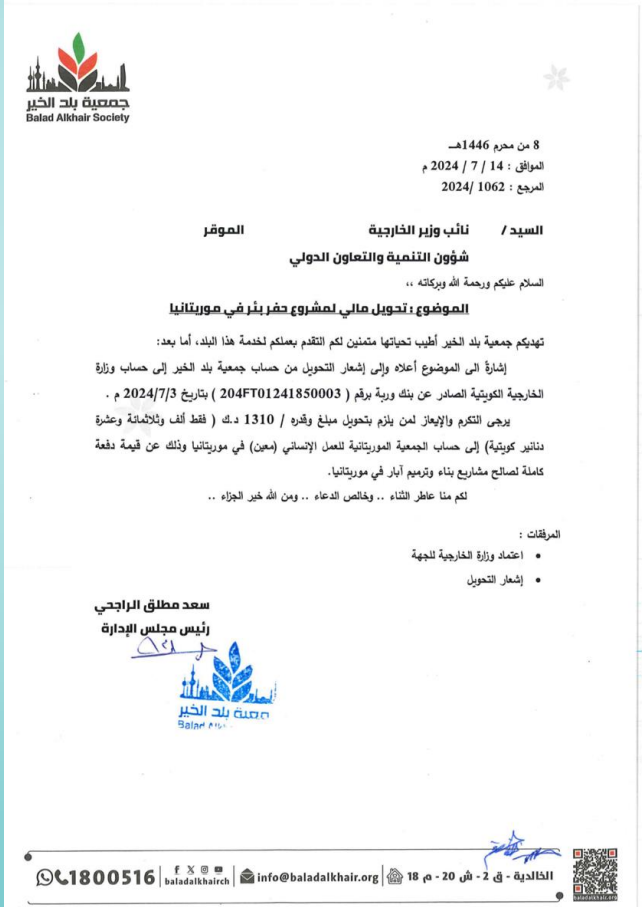 جمعية بلد الخير
Balad Alkhair Society
8 من محرم 1446هــ
الموافق : 14 / 7 / 2024 م
المرجع : 1062 /2024
السيد / نائب وزير الخارجية الموقر
شؤون التنمية والتعاون الدولي
السلام عليكم ورحمة الله وبركاته ،،
الموضوع : تحويل مالي لمشروع حفر بئر في موريتانيا
تهديكم جمعية بلد الخير أطيب تحياتها متمنين لكم التقدم بعملكم لخدمة هذا البلد، أما بعد:
إشارةً الى الموضوع أعلاه وإلى إشعار التحويل من حساب جمعية بلد الخير إلى حساب وزارة
الخارجية الكويتية الصادر عن بنك وربة برقم ( 204FT01241850003 ) بتاريخ 2024/7/3 م .
يرجى التكرم والإيعاز لمن يلزم بتحويل مبلغ وقدره / 1310 د.ك ( فقط ألف وثلاثمائة وعشرة
دنانير كويتية) إلى حساب الجمعية الموريتانية للعمل الإنساني (معين) في موريتانيا وذلك عن قيمة دفعة
كاملة لصالح مشاريع بناء وترميم آبار في موريتانيا.
لكم منا عاطر الثناء .. وخالص الدعاء .. ومن الله خير الجزاء ..
المرفقات :
• اعتماد وزارة الخارجية للجهة
• إشعار التحويل
سعد مطلق الراجحي
رئيس مجلس الإدارة
جمعية بلد الخير
Balad
الخالدية - ق 2 - ش 20 - م 18
info@baladalkhair.org
baladalkhairch
1800516
baladalkhair.org